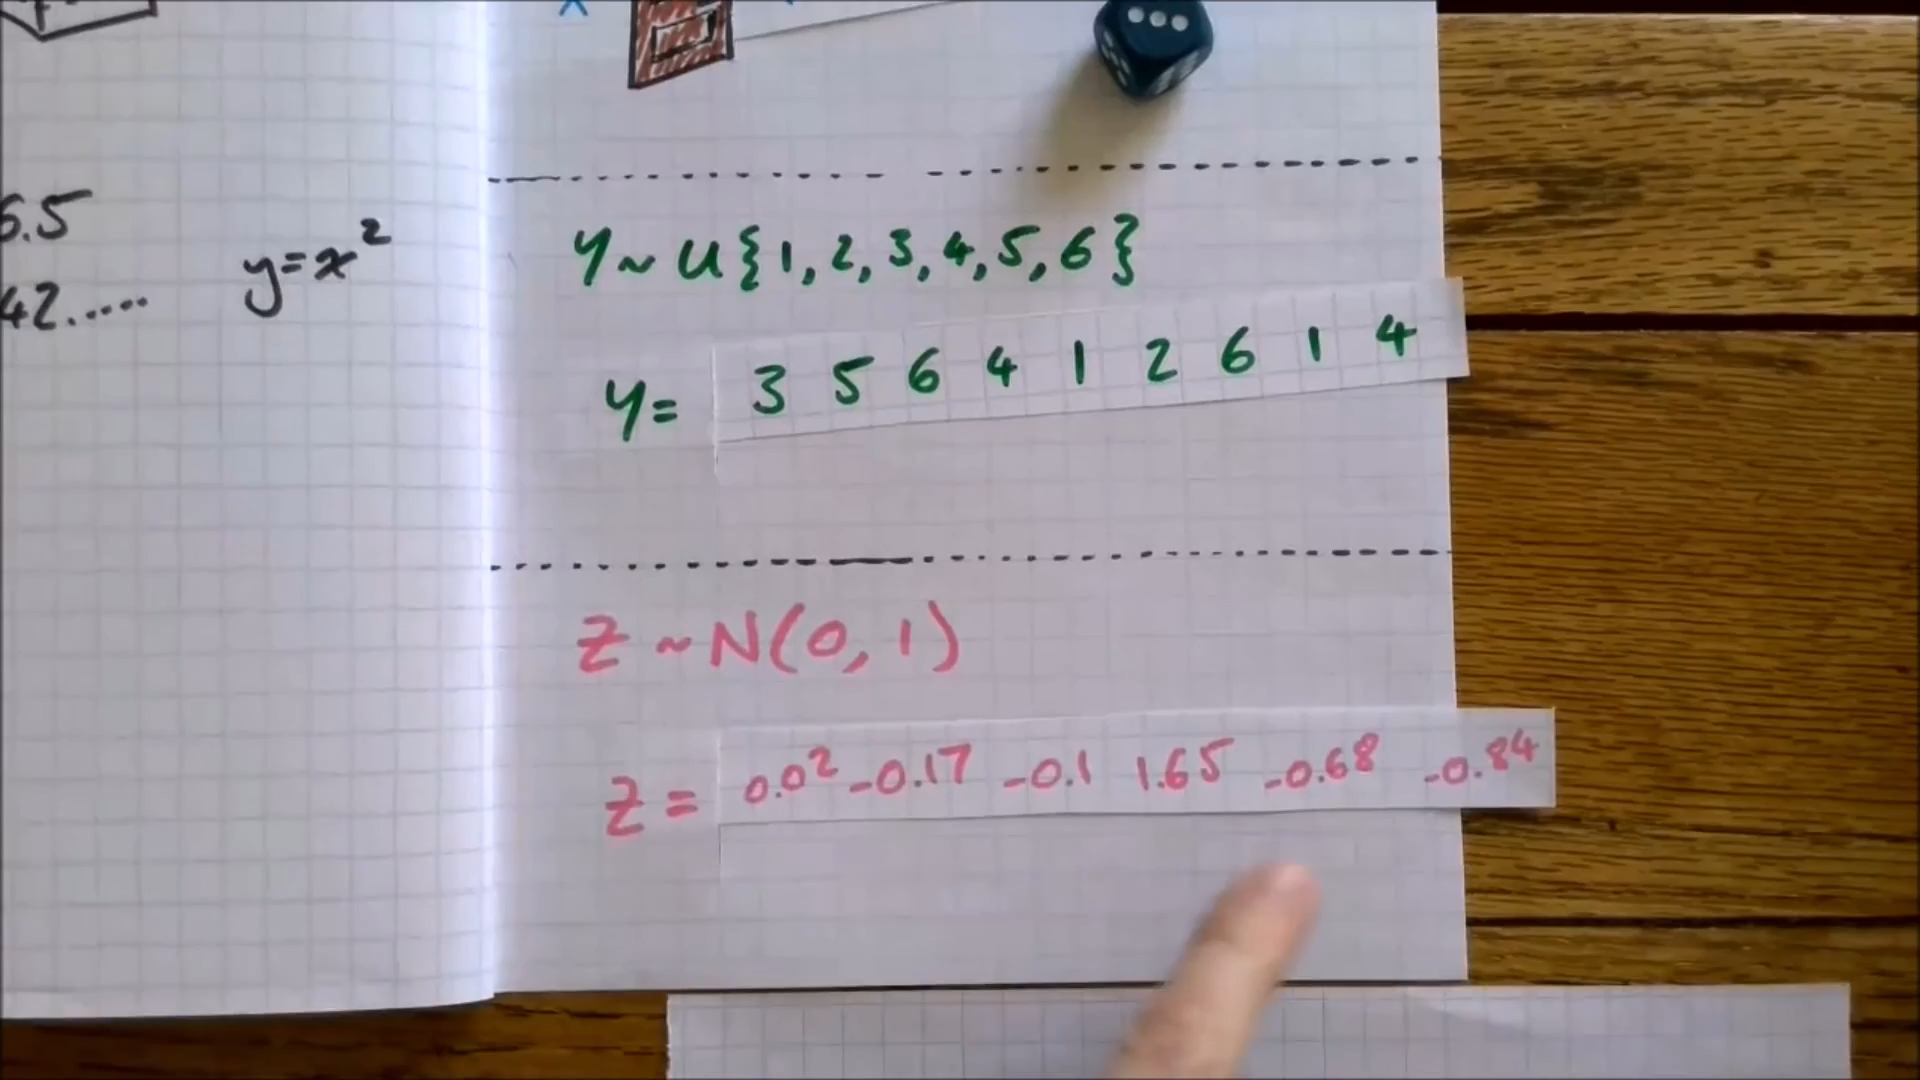 6.5
42.....
y=x²
Y~U{1,2,3,4,5,6}
Y= 3 5 6 4 1 2 6 1 4
Z~N(0,1)
Z= 0.02 -0.17 -0.1 1.65 -0.68 -0.84